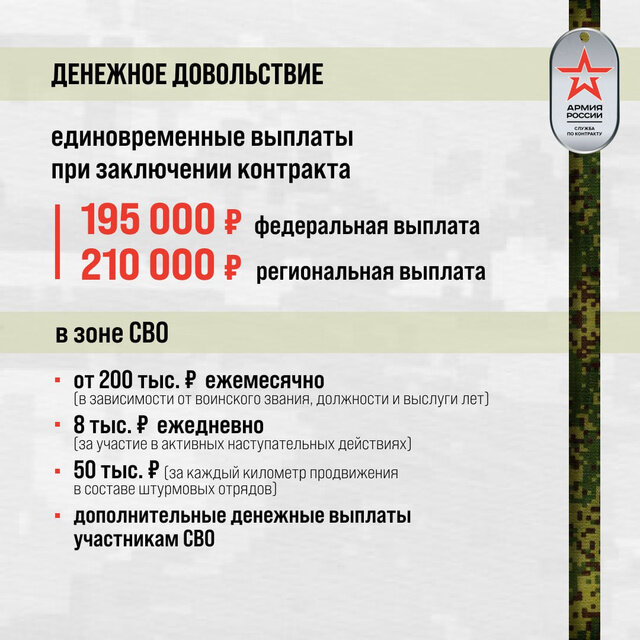 ДЕНЕЖНОЕ ДОВОЛЬСТВИЕ
АРМИЯ
РОССИИ
СЛУЖБА
ПО КОНТРАКТУ
единовременные выплаты
при заключении контракта
195 000 ₽ федеральная выплата
210 000 ₽ региональная выплата
в зоне СВО
от 200 тыс. ₽ ежемесячно
(в зависимости от воинского звания, должности и выслуги лет)
8 тыс. ₽ ежедневно
(за участие в активных наступательных действиях)
50 тыс. ₽ (за каждый километр продвижения
в составе штурмовых отрядов)
дополнительные денежные выплаты
участникам СВО